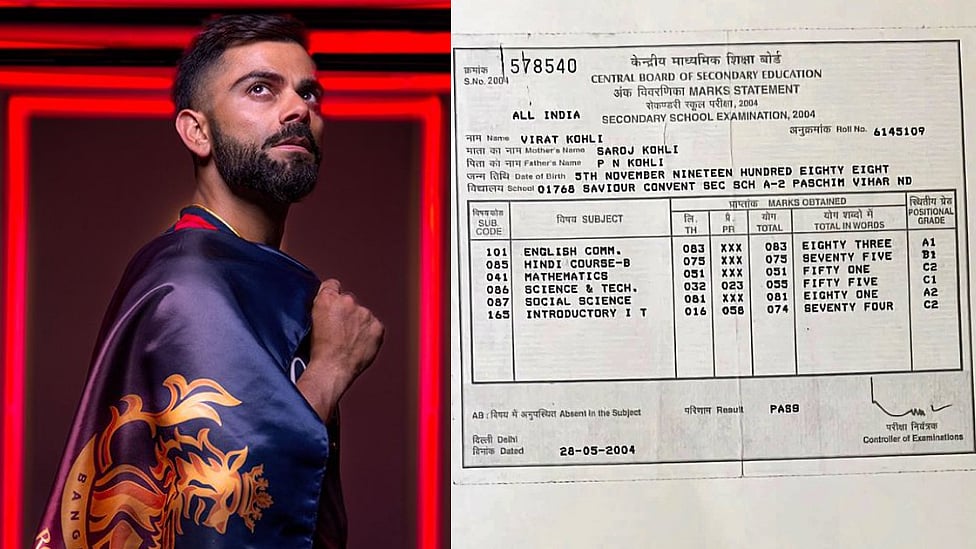 BANG
क्रमांक
S.No. 2004
1578540
केन्द्रीय माध्यमिक शिक्षा बोर्ड
CENTRAL BOARD OF SECONDARY EDUCATION
अंक विवरणिका MARKS STATEMENT
सेकण्डरी स्कूल परीक्षा, 2004
ALL INDIA SECONDARY SCHOOL EXAMINATION, 2004
अनुक्रमांक Roll No. 6145109
नाम Name VIRAT KOHLI
माता का नाम Mother's Name SAROJ KOHLI
पिता का नाम Father's Name P N KOHLI
जन्म तिथि Date of Birth 5TH NOVEMBER NINETEEN HUNDRED EIGHTY EIGHT
विद्यालय School 01768 SAVIOUR CONVENT SEC SCH A-2 PASCHIM VIHAR ND
विषय कोड SUB. CODE विषय SUBJECT प्राप्तांक MARKS OBTAINED स्थितीय ग्रेड POSITIONAL GRADE
लि. TH प्रै. PR योग TOTAL योग शब्दों में TOTAL IN WORDS
101 ENGLISH COMM. 083 XXX 083 EIGHTY THREE A1
085 HINDI COURSE-B 075 XXX 075 SEVENTY FIVE B1
041 MATHEMATICS 051 XXX 051 FIFTY ONE C2
086 SCIENCE & TECH. 032 023 055 FIFTY FIVE C1
087 SOCIAL SCIENCE 081 XXX 081 EIGHTY ONE A2
165 INTRODUCTORY I T 016 058 074 SEVENTY FOUR C2
AB : विषय में अनुपस्थित Absent in the Subject परिणाम Result PASS
परीक्षा नियंत्रक
Controller of Examinations
दिल्ली Delhi
दिनांक Dated 28-05-2004